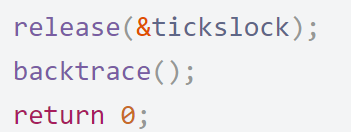 release(&tickslock);
backtrace();
return 0;